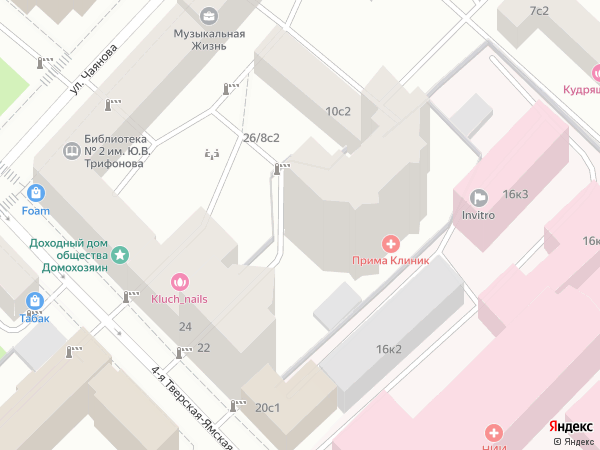 7с2
Музыкальная
Жизнь
ул. Чаянова
Кудряш
10с2
26/8с2
Библиотека
№ 2 им. Ю.В.
Трифонова
16к3
Invitro
Foam
16к
Доходный дом
общества
Домохозяин
Прима Клиник
Kluch_nails
Табак
24
22
16к2
4-я Тверская-Ямская
20с1
НИИ
Яндекс
© Яндекс